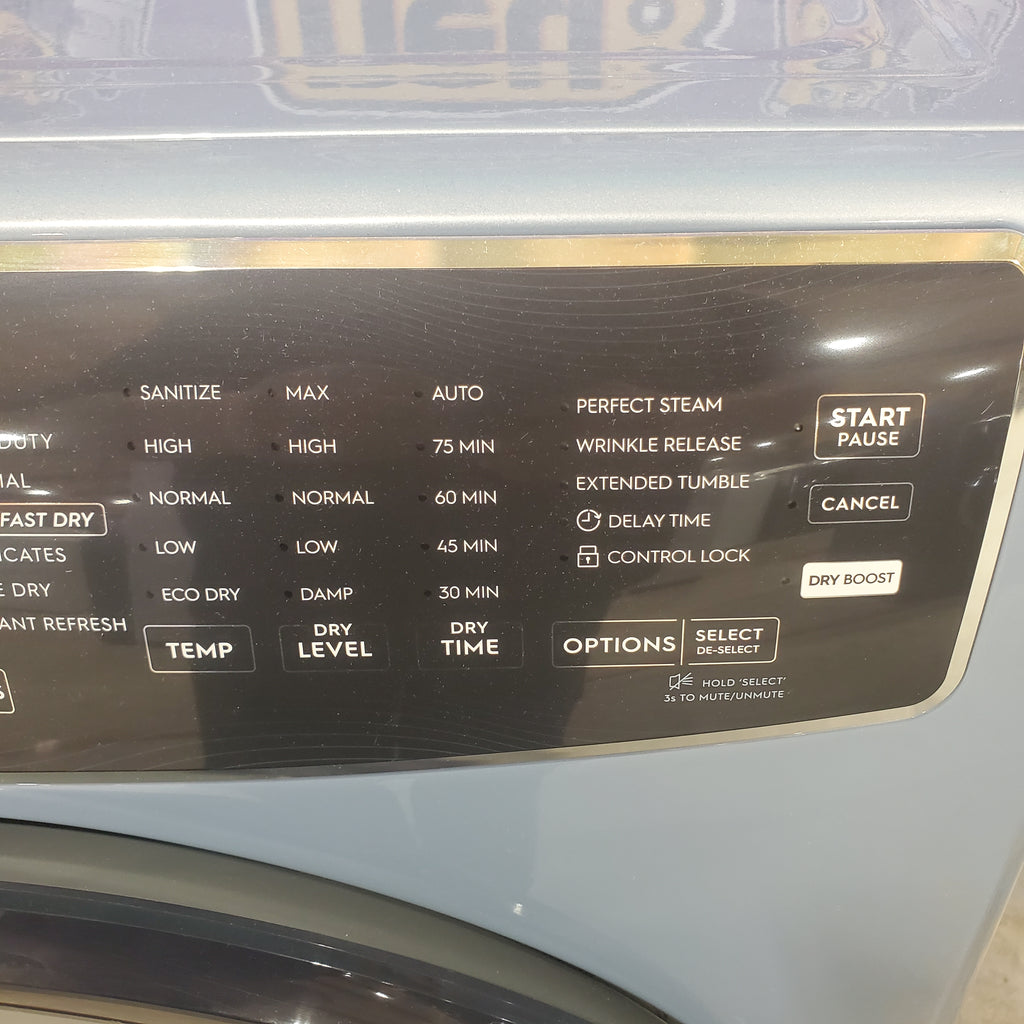 SANITIZE
HIGH
NORMAL
LOW
ECO DRY
TEMP
MAX
HIGH
NORMAL
LOW
DAMP
DRY
LEVEL
AUTO
75 MIN
60 MIN
45 MIN
30 MIN
DRY
TIME
PERFECT STEAM
WRINKLE RELEASE
EXTENDED TUMBLE
DELAY TIME
CONTROL LOCK
OPTIONS
SELECT
DE-SELECT
HOLD 'SELECT'
3s TO MUTE/UNMUTE
START
PAUSE
CANCEL
DRY BOOST
DUTY
FAST DRY
DRY
REFRESH